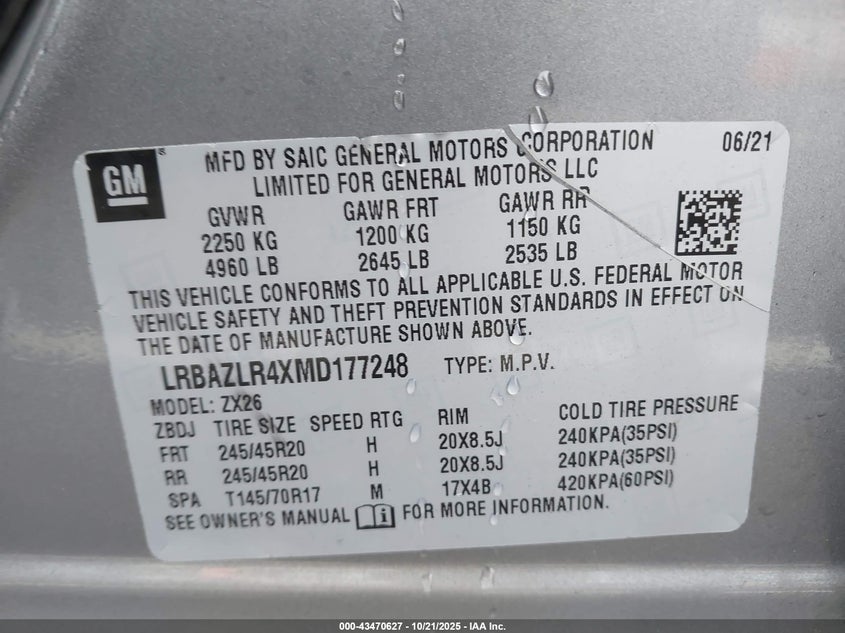 GM
MFD BY SAIC GENERAL MOTORS CORPORATION 06/21
LIMITED FOR GENERAL MOTORS LLC
GVWR GAWR FRT GAWR RR
2250 KG 1200 KG 1150 KG
4960 LB 2645 LB 2535 LB
THIS VEHICLE CONFORMS TO ALL APPLICABLE U.S. FEDERAL MOTOR
VEHICLE SAFETY AND THEFT PREVENTION STANDARDS IN EFFECT ON
THE DATE OF MANUFACTURE SHOWN ABOVE.
LRBAZLR4XMD177248 TYPE: M.P.V.
MODEL: ZX26
ZBDJ TIRE SIZE SPEED RTG RIM COLD TIRE PRESSURE
FRT 245/45R20 H 20X8.5J 240KPA(35PSI)
RR 245/45R20 H 20X8.5J 240KPA(35PSI)
SPA T145/70R17 M 17X4B 420KPA(60PSI)
SEE OWNER'S MANUAL FOR MORE INFORMATION.
000-43470627 - 10/21/2025 - IAA Inc.